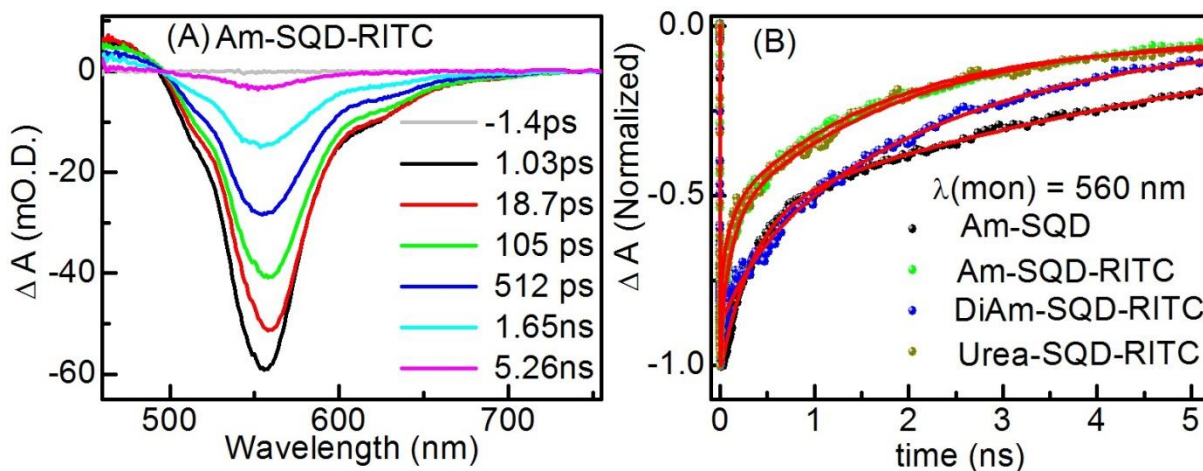 (A) Am-SQD-RITC
0
-20
-40
-60
Δ A (mO.D.)
-1.4ps
1.03ps
18.7ps
105 ps
512 ps
1.65ns
5.26ns
500 600 700
Wavelength (nm)
(B)
0.0
-0.5
-1.0
Δ A (Normalized)
λ(mon) = 560 nm
Am-SQD
Am-SQD-RITC
DiAm-SQD-RITC
Urea-SQD-RITC
0 1 2 3 4 5
time (ns)